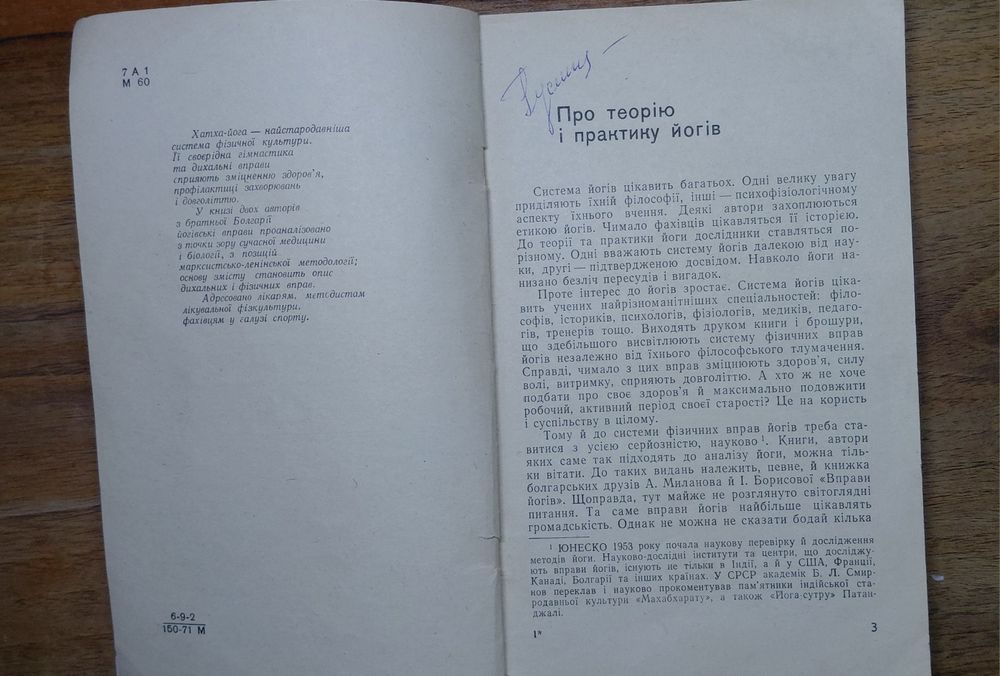 7 А 1
М 60
Хатха-йога — найстародавніша
система фізичної культури.
Її своєрідна гімнастика
та дихальні вправи
сприяють зміцненню здоров'я,
профілактиці захворювань
і довголіттю.
У книзі двох авторів
з братньої Болгарії
йогівські вправи проаналізовано
з точки зору сучасної медицини
і біології, з позицій
марксистсько-ленінської методології;
основу змісту становить опис
дихальних і фізичних вправ.
Адресовано лікарям, методистам
лікувальної фізкультури,
фахівцям у галузі спорту.
6-9-2
150-71 М
Про теорію
і практику йогів
Система йогів цікавить багатьох. Одні велику увагу
приділяють їхній філософії, інші — психофізіологічному
аспекту їхнього вчення. Деякі автори захоплюються
етикою йогів. Чимало фахівців цікавляться її історією.
До теорії та практики йоги дослідники ставляться по-
різному. Одні вважають систему йогів далекою від нау-
ки, другі — підтвердженою досвідом. Навколо йоги на-
низано безліч пересудів і вигадок.
Проте інтерес до йогів зростає. Система йогів ціка-
вить учених найрізноманітніших спеціальностей: філо-
софів, істориків, психологів, фізіологів, медиків, педаго-
гів, тренерів тощо. Виходять друком книги і брошури,
що здебільшого висвітлюють систему фізичних вправ
йогів незалежно від їхнього філософського тлумачення.
Справді, чимало з цих вправ зміцнюють здоров'я, силу
волі, витримку, сприяють довголіттю. А хто ж не хоче
подбати про своє здоров'я й максимально подовжити
робочий, активний період своєї старості? Це на користь
і суспільству в цілому.
Тому й до системи фізичних вправ йогів треба ста-
витися з усією серйозністю, науково ¹. Книги, автори
яких саме так підходять до аналізу йоги, можна тіль-
ки вітати. До таких видань належить, певне, й книжка
болгарських друзів А. Миланова й І. Борисової «Вправи
йогів». Щоправда, тут майже не розглянуто світоглядні
питання. Та саме вправи йогів найбільше цікавлять
громадськість. Однак не можна не сказати бодай кілька
¹ ЮНЕСКО 1953 року почала наукову перевірку й дослідження
методів йоги. Науково-дослідні інститути та центри, що досліджу-
ють вправи йогів, існують не тільки в Індії, а й у США, Франції,
Канаді, Болгарії та інших країнах. У СРСР академік Б. Л. Смир-
нов переклав і науково прокоментував пам'ятники індійської ста-
родавньої культури «Махабхарату», а також «Йога-сутру» Патан-
джалі.
1*
3